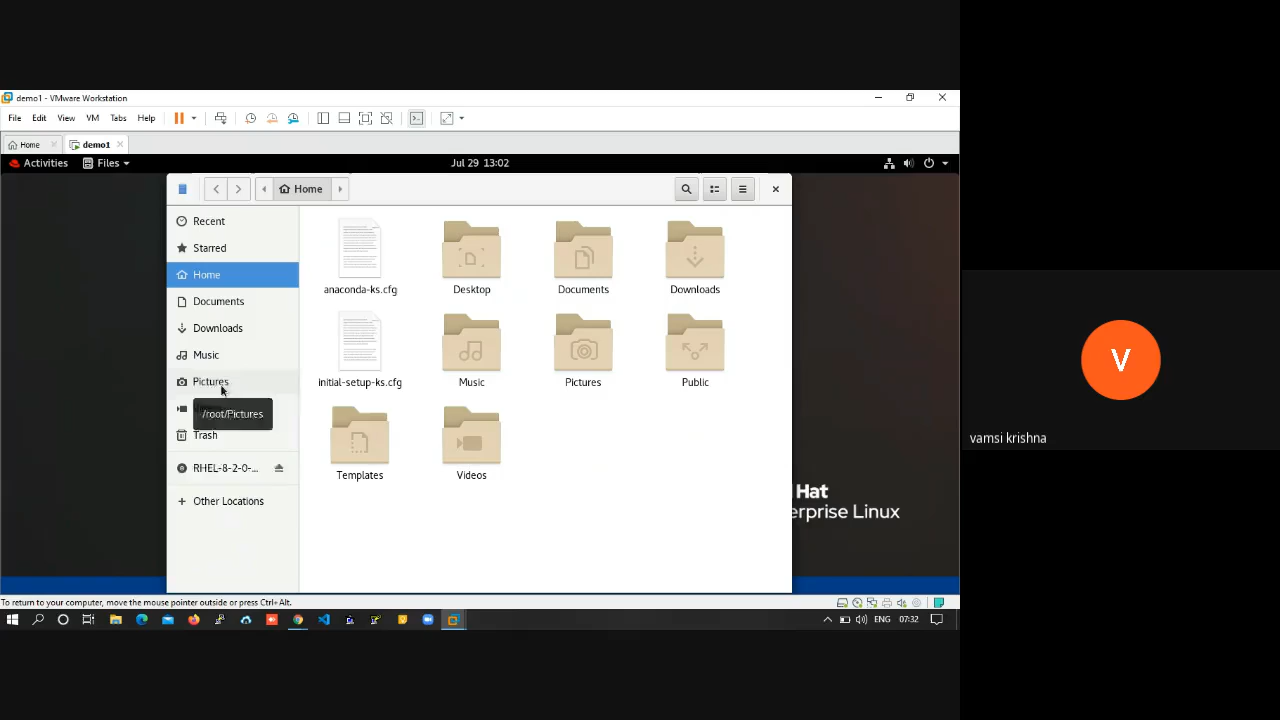 demo1 - VMware Workstation
File Edit View VM Tabs Help
Home demo1
Activities Files Jul 29 13:02
Home
Recent
Starred
Home
Documents
Downloads
Music
Pictures
/root/Pictures
Trash
RHEL-8-2-0-...
Other Locations
anaconda-ks.cfg Desktop Documents Downloads
initial-setup-ks.cfg Music Pictures Public
Templates Videos
Hat
erprise Linux
To return to your computer, move the mouse pointer outside or press Ctrl+Alt.
ENG 07:32
V
vamsi krishna